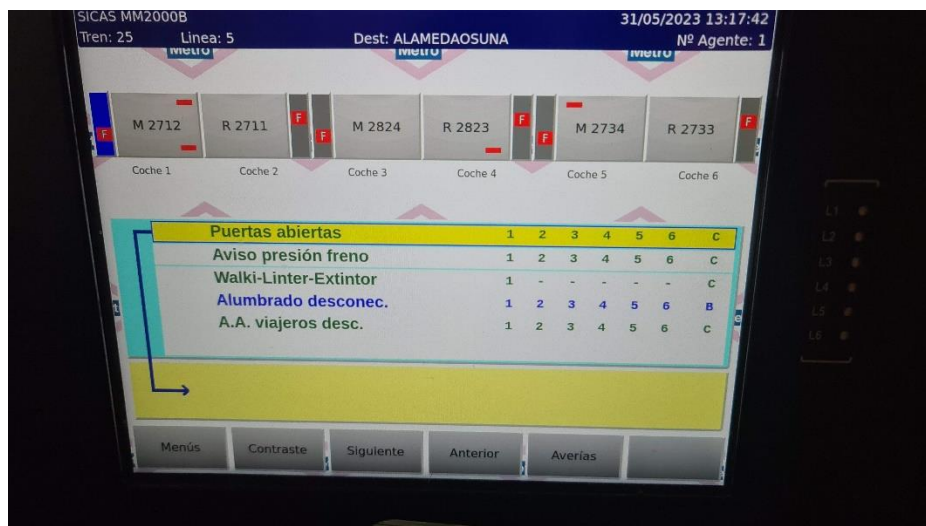 SICAS MM2000B 31/05/2023 13:17:42
Tren: 25 Linea: 5 Dest: ALAMEDAOSUNA Nº Agente: 1
Metro Metro Metro
F M 2712 R 2711 F F M 2824 R 2823 F F M 2734 R 2733 F
Coche 1 Coche 2 Coche 3 Coche 4 Coche 5 Coche 6
Puertas abiertas 1 2 3 4 5 6 C
Aviso presión freno 1 2 3 4 5 6 C
Walki-Linter-Extintor 1 - - - - - C
Alumbrado desconec. 1 2 3 4 5 6 B
A.A. viajeros desc. 1 2 3 4 5 6 C
Menús Contraste Siguiente Anterior Averías
L1
L2
L3
L4
L5
L6